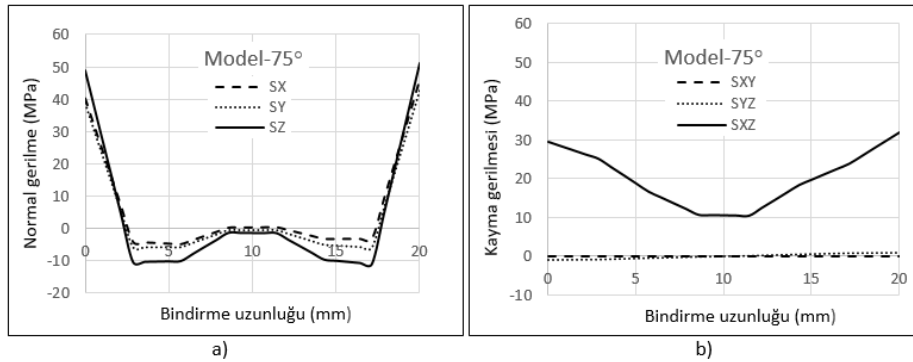 Model-75°
SX
SY
SZ
Normal gerilme (MPa)
60
50
40
30
20
10
0
-10
-20
0
5
10
15
20
Bindirme uzunluğu (mm)
a)
Model-75°
SXY
SYZ
SXZ
Kayma gerilmesi (MPa)
60
50
40
30
20
10
0
-10
0
5
10
15
20
Bindirme uzunluğu (mm)
b)